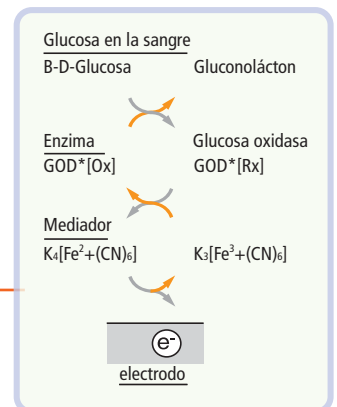 Glucosa en la sangre
B-D-Glucosa Gluconolácton
Enzima Glucosa oxidasa
GOD*[Ox] GOD*[Rx]
Mediador
K₄[Fe²+(CN)₆] K₃[Fe³+(CN)₆]
e⁻
electrodo